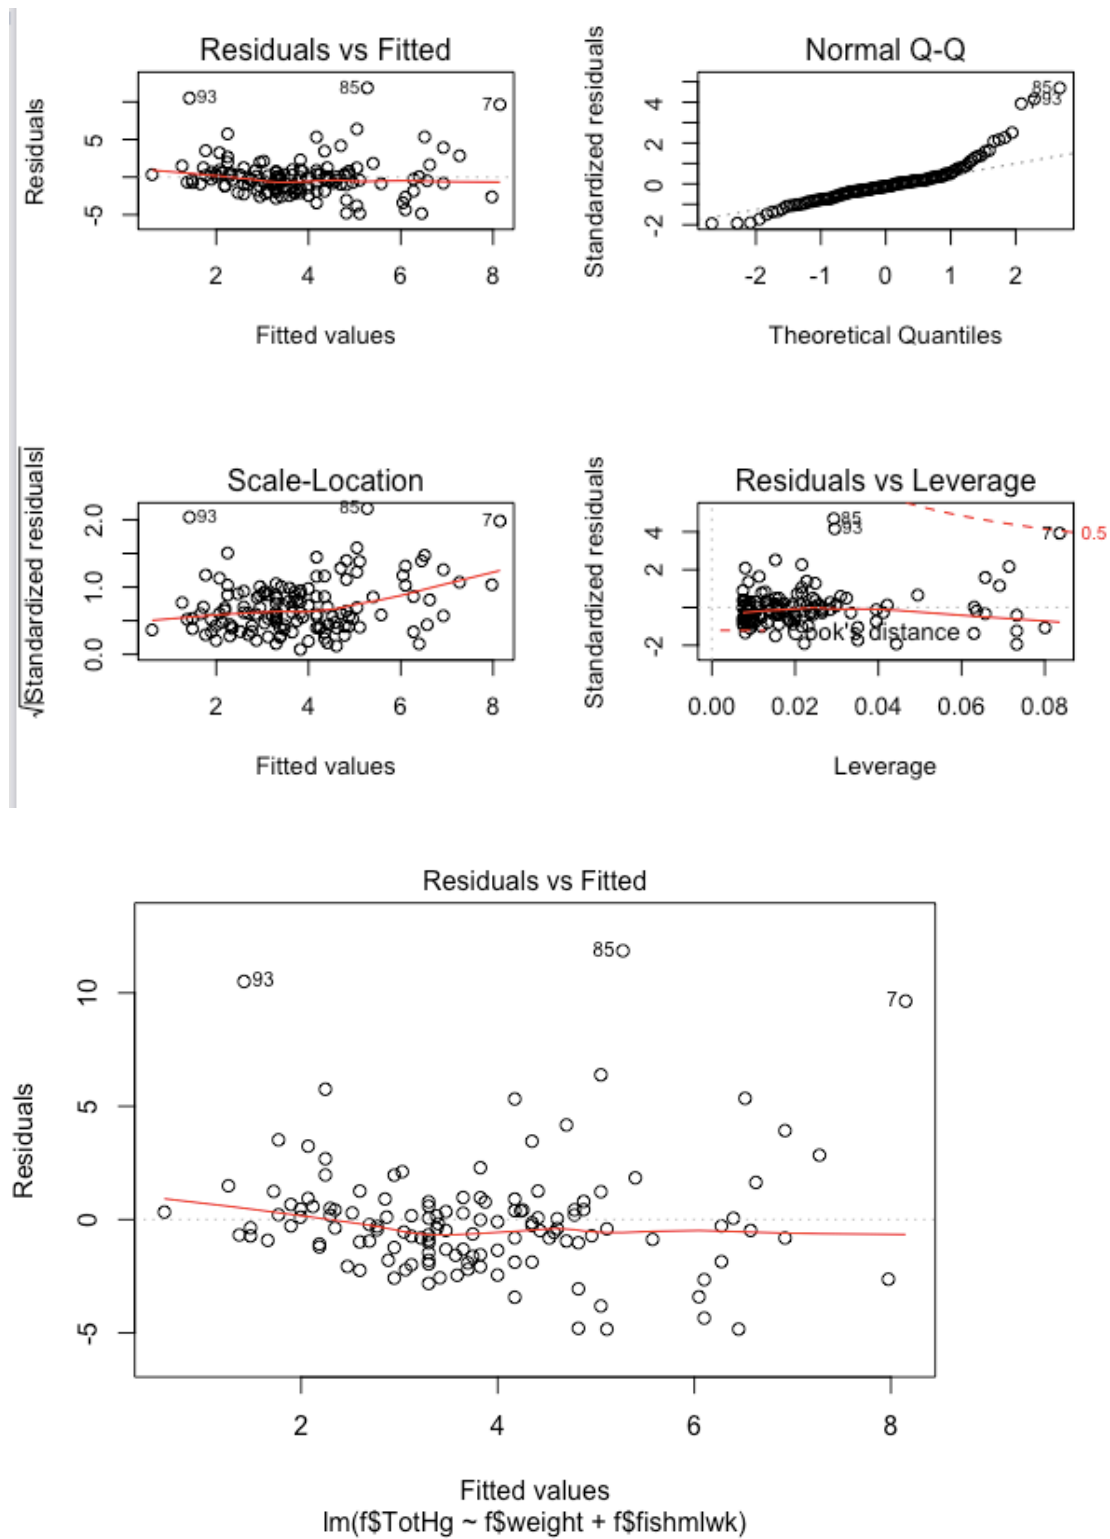 Residuals vs Fitted
Residuals
5
-5
93
85
7
2 4 6 8
Fitted values
Normal Q-Q
Standardized residuals
4
2
0
-2
85
93
-2 -1 0 1 2
Theoretical Quantiles
Scale-Location
√|Standardized residuals|
2.0
1.0
0.0
93
85
7
2 4 6 8
Fitted values
Residuals vs Leverage
Standardized residuals
4
2
-2
85
93
7
0.5
Cook's distance
0.00 0.02 0.04 0.06 0.08
Leverage
Residuals vs Fitted
Residuals
10
5
0
-5
93
85
7
2 4 6 8
Fitted values
lm(f$TotHg ~ f$weight + f$fishmlwk)